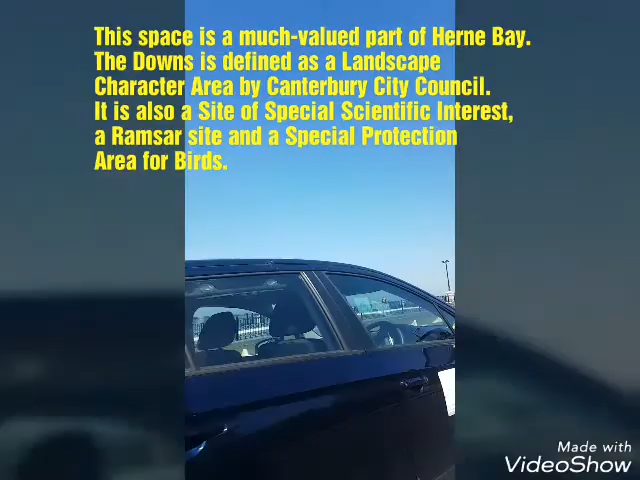 This space is a much-valued part of Herne Bay.
The Downs is defined as a Landscape
Character Area by Canterbury City Council.
It is also a Site of Special Scientific Interest,
a Ramsar site and a Special Protection
Area for Birds.
Made with
VideoShow